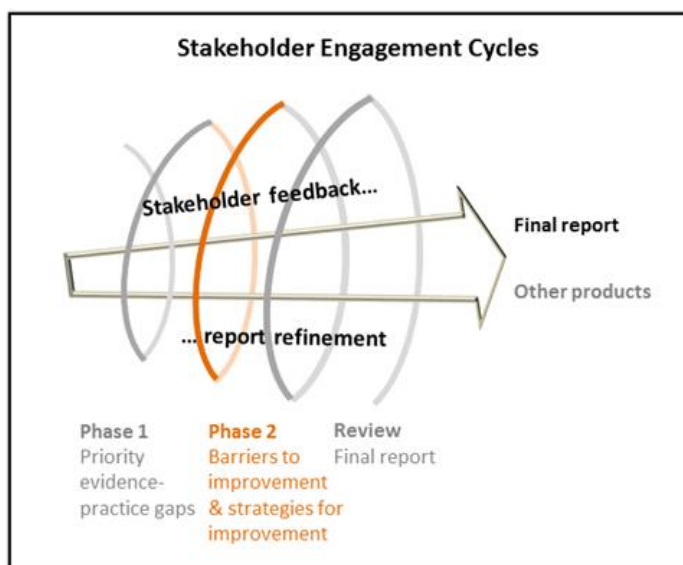 Stakeholder Engagement Cycles
Stakeholder feedback...
Final report
Other products
... report refinement
Phase 1
Priority
evidence-
practice gaps
Phase 2
Barriers to
improvement
& strategies for
improvement
Review
Final report